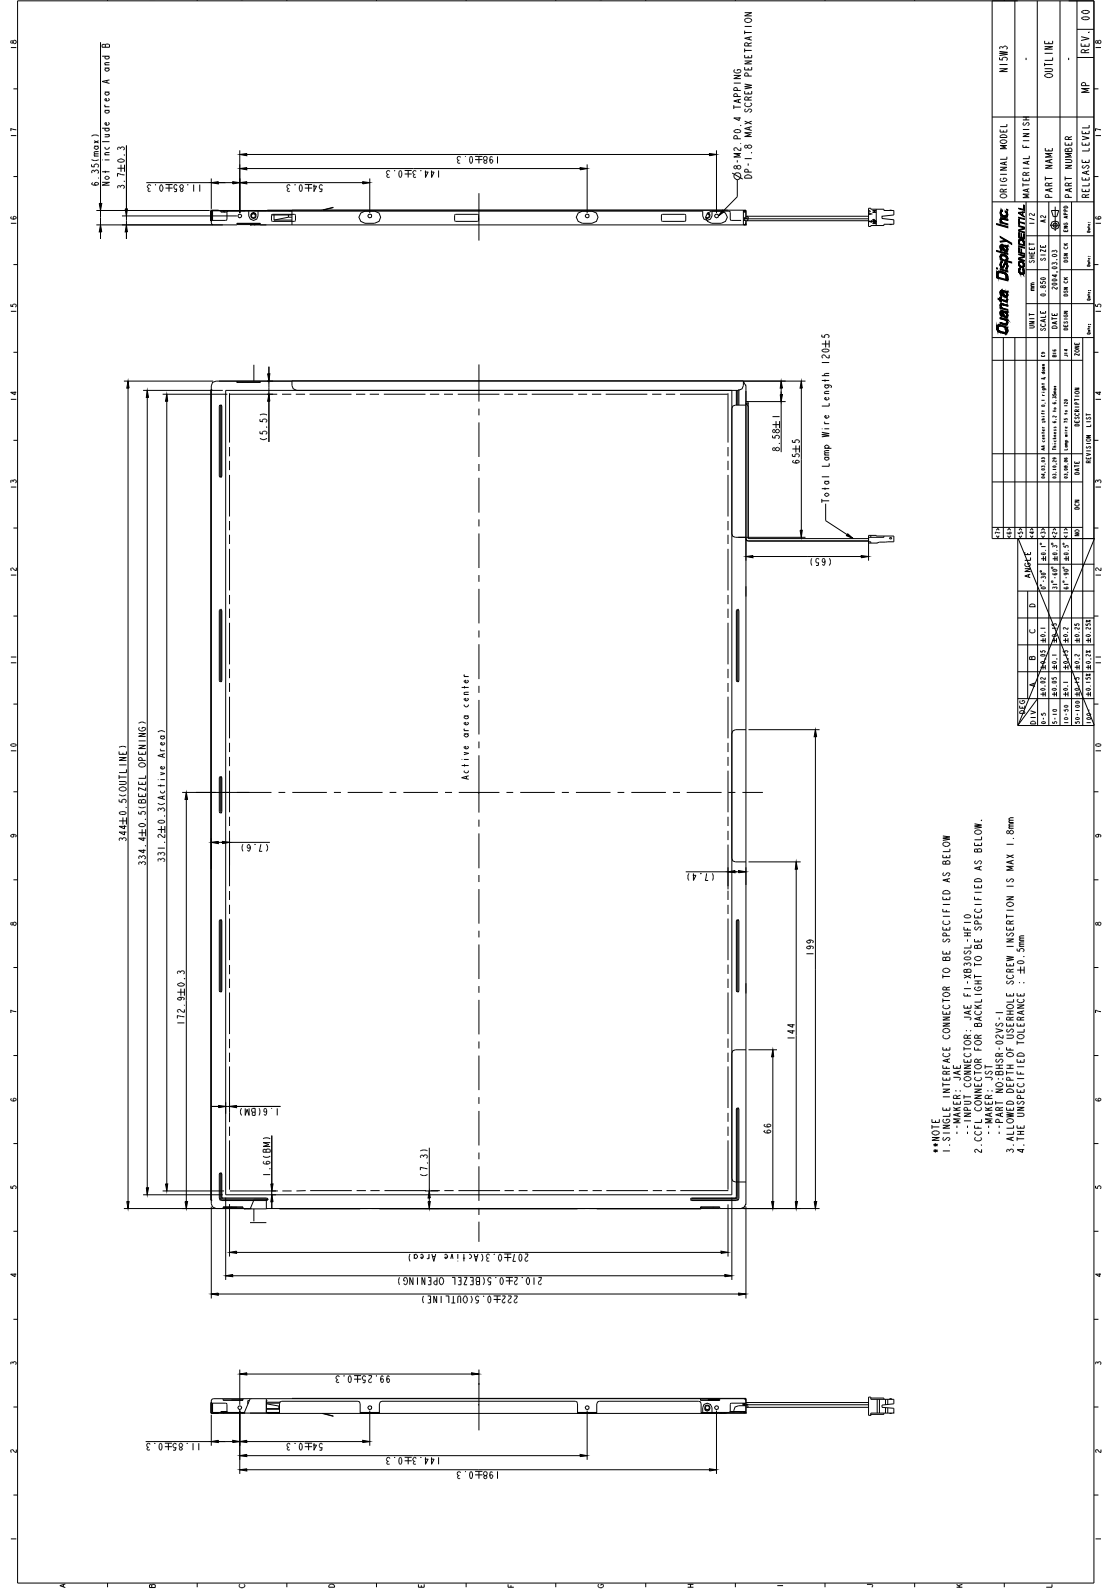 6.35(max)
Not include area A and B
3.7±0.3
11.85±0.3
54±0.3
144.3±0.3
198±0.3
Ø8-M2.P0.4 TAPPING
DP-1.8 MAX SCREW PENETRATION
344±0.5(OUTLINE)
334.4±0.5(BEZEL OPENING)
331.2±0.3(Active Area)
172.9±0.3
(5.5)
8.58±1
65±5
Total Lamp Wire Length 120±5
(65)
Active area center
(7.6)
(7.4)
199
144
66
1.6(BM)
1.6(BM)
(7.3)
207±0.3(Active Area)
210.2±0.5(BEZEL OPENING)
222±0.5(OUTLINE)
99.25±0.3
11.85±0.3
54±0.3
144.3±0.3
198±0.3
**NOTE
1.SINGLE INTERFACE CONNECTOR TO BE SPECIFIED AS BELOW
--MAKER: JAE
--INPUT CONNECTOR: JAE FI-XB30SL-HF10
2.CCFL CONNECTOR FOR BACKLIGHT TO BE SPECIFIED AS BELOW.
--MAKER: JST
--PART NO:BHSR-02VS-1
3.ALLOWED DEPTH OF USERHOLE SCREW INSERTION IS MAX 1.8mm
4.THE UNSPECIFIED TOLERANCE : ±0.5mm
Quanta Display Inc.
CONFIDENTIAL
ORIGINAL MODEL N15W3
MATERIAL FINISH -
PART NAME OUTLINE
PART NUMBER -
RELEASE LEVEL MP REV. 00
UNIT mm SHEET 1/2
SCALE 0.850 SIZE A2
DATE 2004.03.03
DESIGN DSN CK DSN CK ENG APPD
NO DCN DATE DESCRIPTION ZONE
REVISION LIST
ANGLE
DEG
DIV A B C D